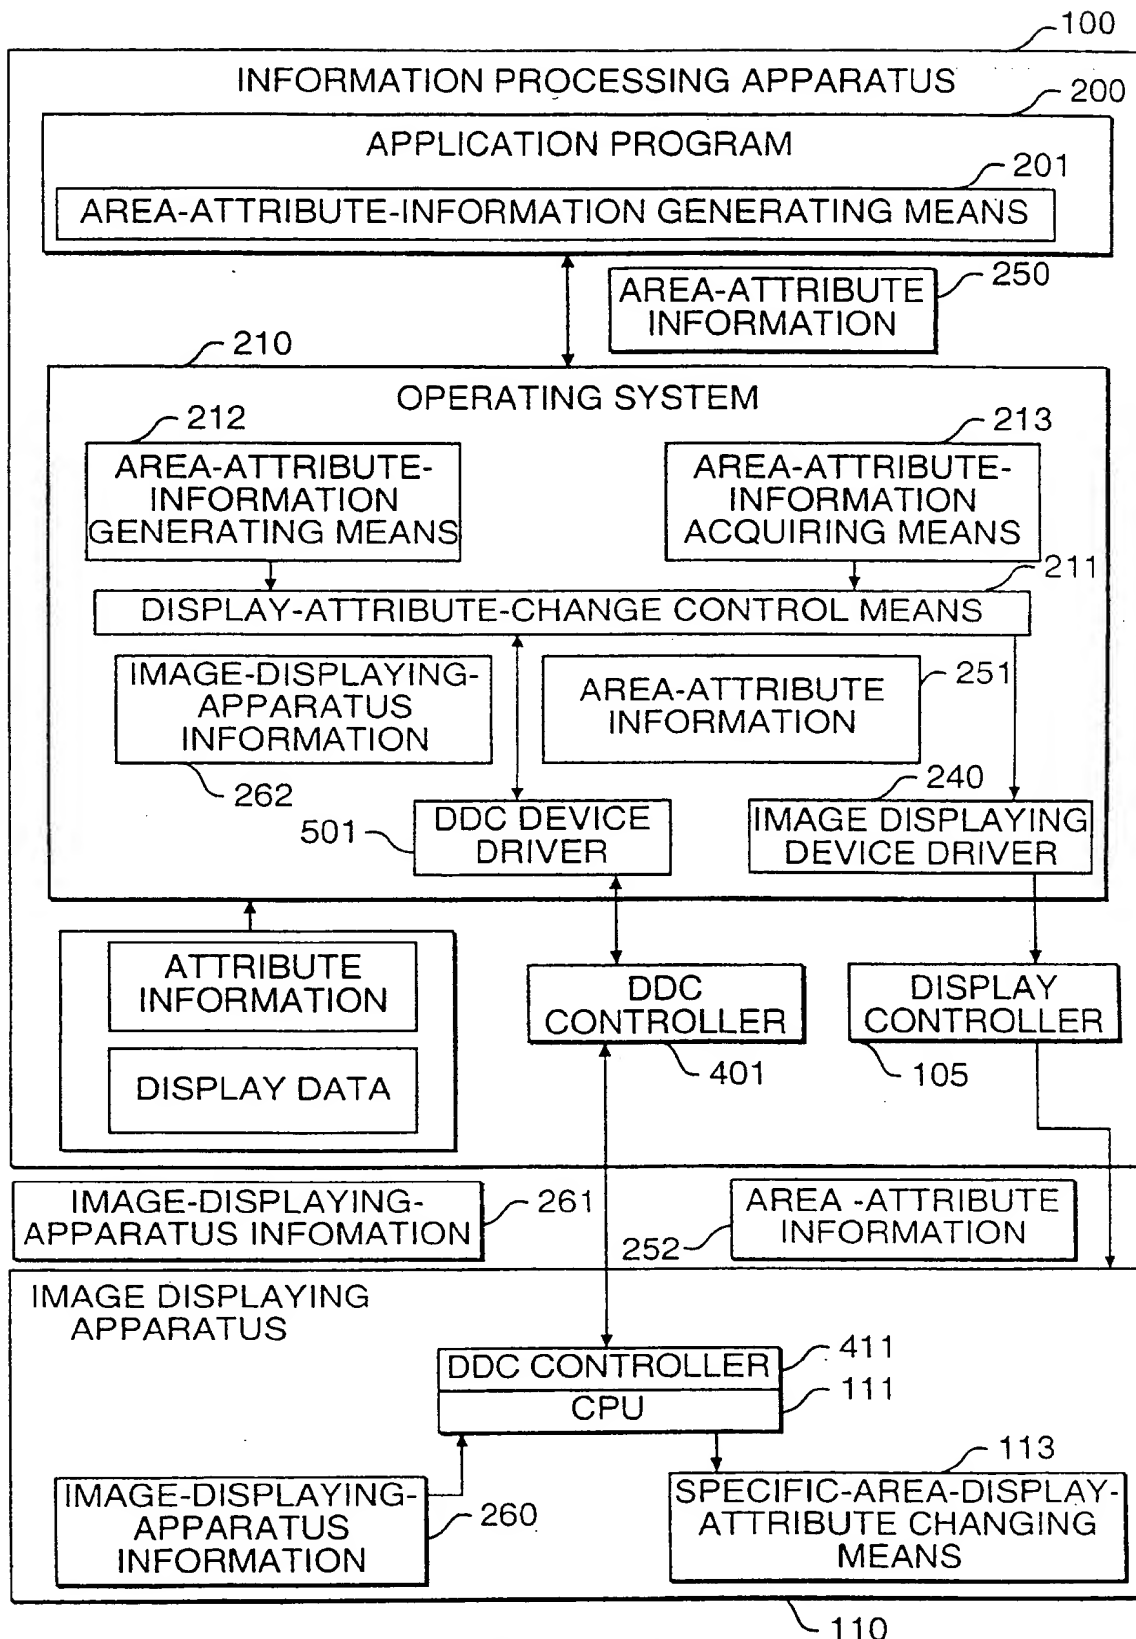 100
INFORMATION PROCESSING APPARATUS
200
APPLICATION PROGRAM
201
AREA-ATTRIBUTE-INFORMATION GENERATING MEANS
AREA-ATTRIBUTE
INFORMATION
250
210
OPERATING SYSTEM
212
AREA-ATTRIBUTE-
INFORMATION
GENERATING MEANS
213
AREA-ATTRIBUTE-
INFORMATION
ACQUIRING MEANS
211
DISPLAY-ATTRIBUTE-CHANGE CONTROL MEANS
IMAGE-DISPLAYING-
APPARATUS
INFORMATION
262
AREA-ATTRIBUTE
INFORMATION
251
501
DDC DEVICE
DRIVER
240
IMAGE DISPLAYING
DEVICE DRIVER
ATTRIBUTE
INFORMATION
DISPLAY DATA
DDC
CONTROLLER
401
DISPLAY
CONTROLLER
105
IMAGE-DISPLAYING-
APPARATUS INFOMATION
261
AREA -ATTRIBUTE
INFORMATION
252
IMAGE DISPLAYING
APPARATUS
DDC CONTROLLER
411
CPU
111
IMAGE-DISPLAYING-
APPARATUS
INFORMATION
260
113
SPECIFIC-AREA-DISPLAY-
ATTRIBUTE CHANGING
MEANS
110